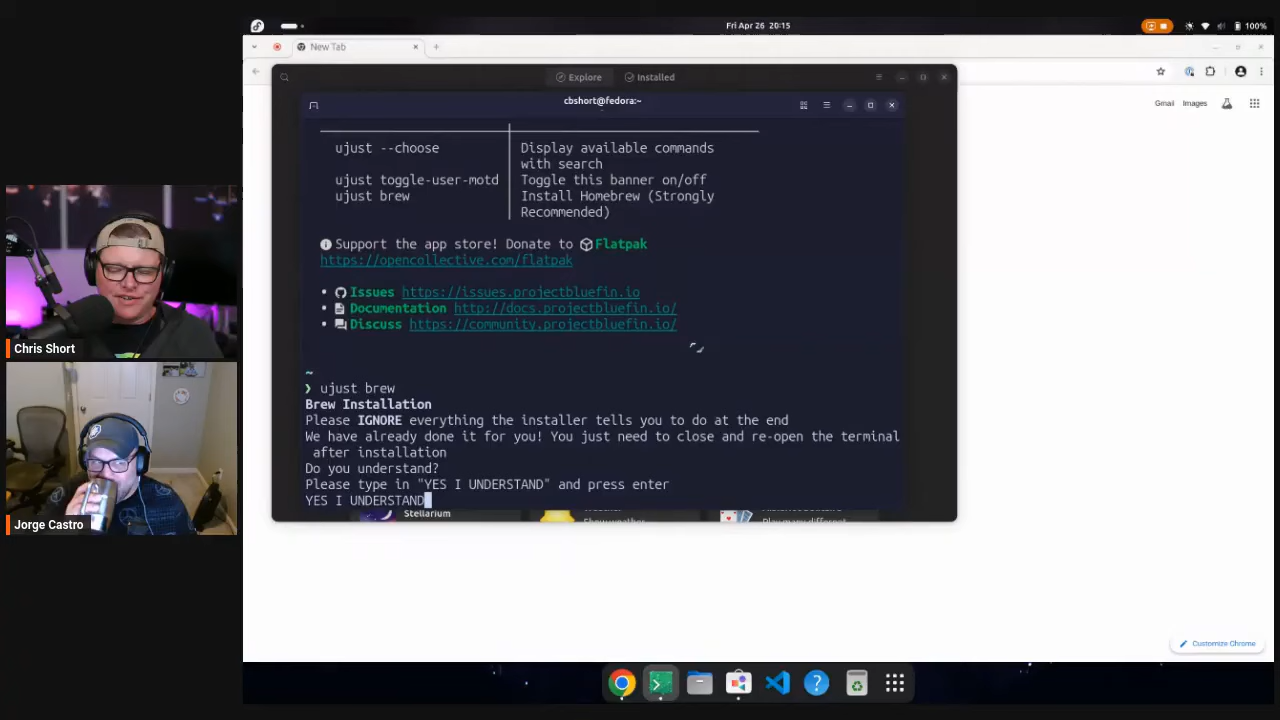 Fri Apr 26 20:15
100%
New Tab
Explore
Installed
Gmail
Images
cbshort@fedora:~
ujust --choose
Display available commands
with search
ujust toggle-user-motd
Toggle this banner on/off
ujust brew
Install Homebrew (Strongly
Recommended)
Support the app store! Donate to Flatpak
https://opencollective.com/flatpak
• Issues https://issues.projectbluefin.io
• Documentation http://docs.projectbluefin.io/
• Discuss https://community.projectbluefin.io/
~
❯ ujust brew
Brew Installation
Please IGNORE everything the installer tells you to do at the end
We have already done it for you! You just need to close and re-open the terminal
after installation
Do you understand?
Please type in "YES I UNDERSTAND" and press enter
YES I UNDERSTAND
Stellarium
Show weather
Play many different
Chris Short
Jorge Castro
Customize Chrome